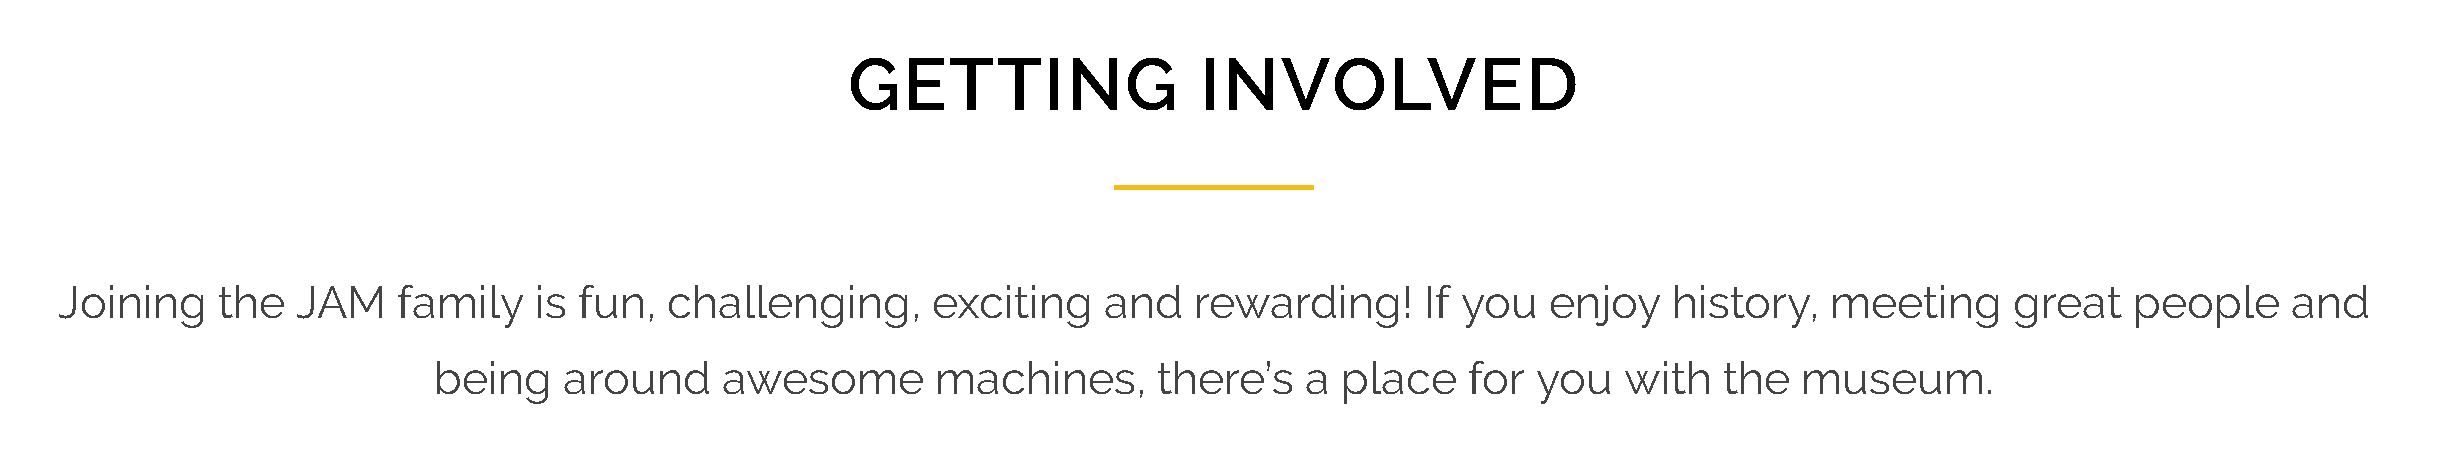 GETTING INVOLVED
Joining the JAM family is fun, challenging, exciting and rewarding! If you enjoy history, meeting great people and
being around awesome machines, there’s a place for you with the museum.